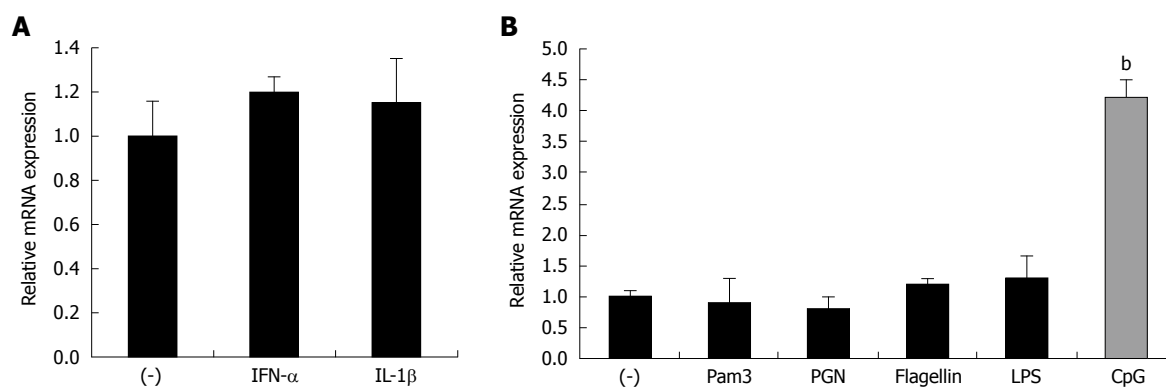 A
Relative mRNA expression
1.4
1.2
1.0
0.8
0.6
0.4
0.2
0.0
(-)
IFN-α
IL-1β
B
Relative mRNA expression
5.0
4.5
4.0
3.5
3.0
2.5
2.0
1.5
1.0
0.5
0.0
b
(-)
Pam3
PGN
Flagellin
LPS
CpG